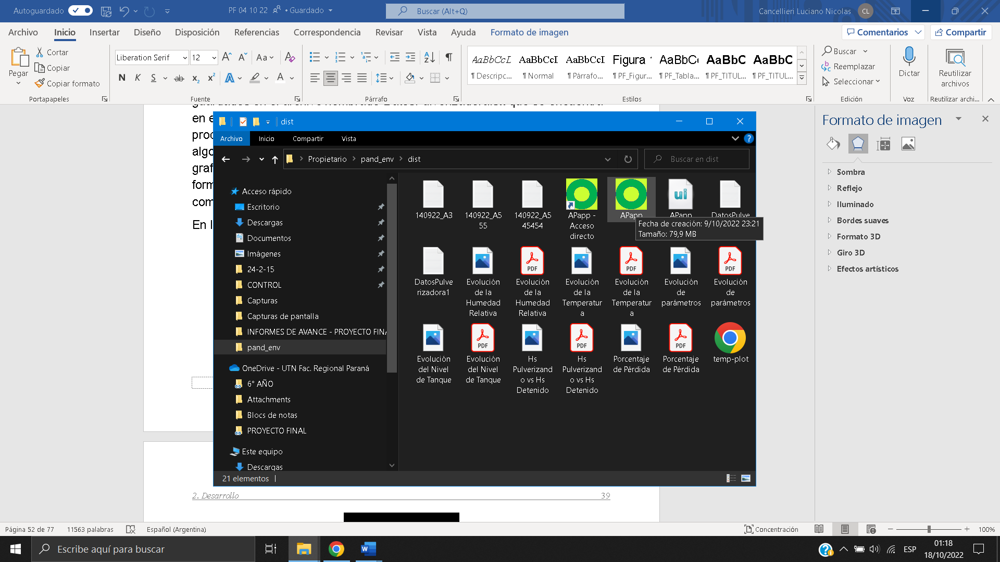 Autoguardado
PF 04 10 22 • Guardado
Buscar (Alt+Q)
Cancellieri Luciano Nicolas
CL
Archivo Inicio Insertar Diseño Disposición Referencias Correspondencia Revisar Vista Ayuda Formato de imagen
Comentarios
Compartir
Pegar
Cortar
Copiar
Copiar formato
Portapapeles
Liberation Serif 12
N K S ab x₂ x²
Fuente
Párrafo
AaBbCcI AaBbCcI AaBbCcI Figura AaBbC AaBbC AaBbC
¶ Descripc... ¶ Normal ¶ Párrafo... ¶ PF_Figur... ¶ PF_Tabla... ¶ PF_TITUL... ¶ PF_TITUL...
Estilos
Buscar
Reemplazar
Seleccionar
Edición
Dictar
Voz
Reutilizar
archivos
Reutilizar archi...
en e
proc
algo
graf
form
com
En l
dist
Archivo Inicio Compartir Vista
Propietario > pand_env > dist
Buscar en dist
Acceso rápido
Escritorio
Descargas
Documentos
Imágenes
24-2-15
CONTROL
Capturas
Capturas de pantalla
INFORMES DE AVANCE - PROYECTO FINA
pand_env
OneDrive - UTN Fac. Regional Paraná
6° AÑO
Attachments
Blocs de notas
PROYECTO FINAL
Este equipo
Descargas
140922_A3
140922_A5
55
140922_A5
45454
APapp -
Acceso
directo
APapp
ui
APapp
DatosPulve
Fecha de creación: 9/10/2022 23:21
Tamaño: 79,9 MB
DatosPulve
rizadora1
Evolución
de la
Humedad
Relativa
PDF
Evolución
de la
Humedad
Relativa
Evolución
de la
Temperatur
a
PDF
Evolución
de la
Temperatur
a
Evolución
de
parámetros
PDF
Evolución
de
parámetros
Evolución
del Nivel
de Tanque
PDF
Evolución
del Nivel
de Tanque
Hs
Pulverizand
o vs Hs
Detenido
PDF
Hs
Pulverizand
o vs Hs
Detenido
Porcentaje
de Pérdida
PDF
Porcentaje
de Pérdida
temp-plot
21 elementos
2. Desarrollo 39
Formato de imagen
Sombra
Reflejo
Iluminado
Bordes suaves
Formato 3D
Giro 3D
Efectos artísticos
Página 52 de 77 11563 palabras Español (Argentina)
Concentración
100%
Escribe aquí para buscar
ESP
01:18
18/10/2022